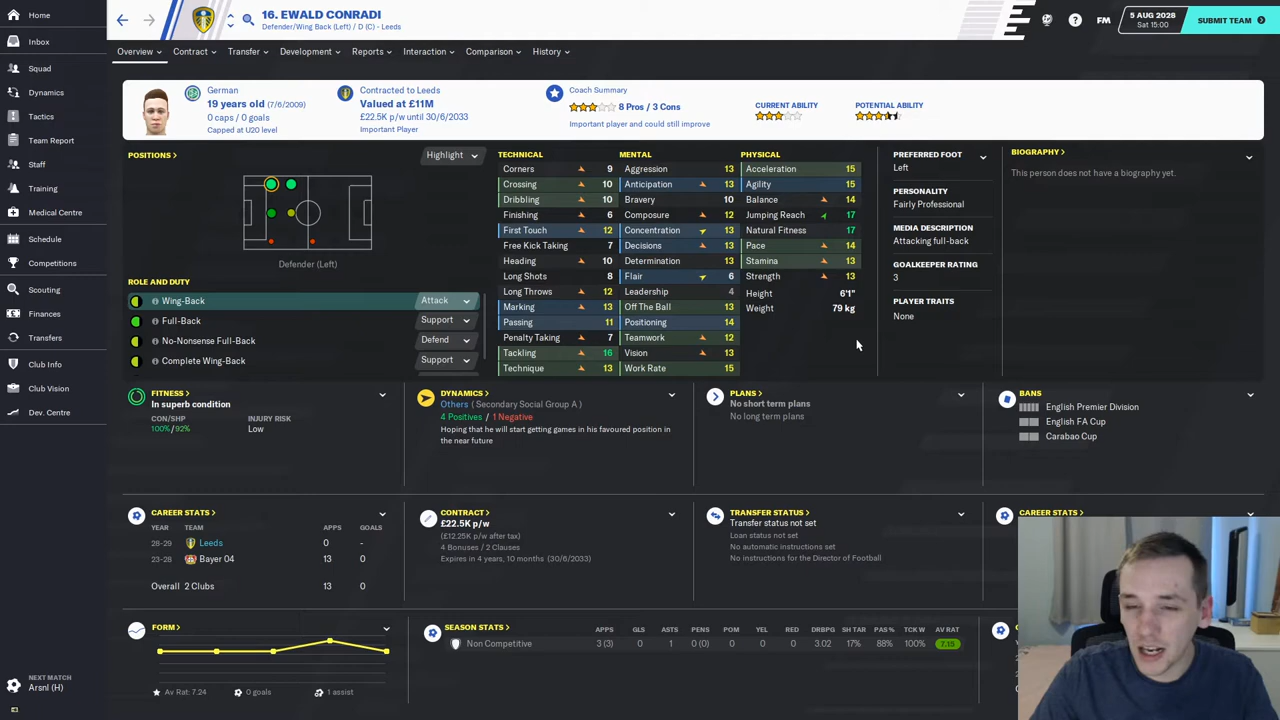 16. EWALD CONRADI
Defender/Wing Back (Left) / D (C) - Leeds
FM
5 AUG 2028
Sat 15:00
SUBMIT TEAM
Home
Inbox
Squad
Dynamics
Tactics
Team Report
Staff
Training
Medical Centre
Schedule
Competitions
Scouting
Finances
Transfers
Club Info
Club Vision
Dev. Centre
NEXT MATCH
Arsnl (H)
Overview Contract Transfer Development Reports Interaction Comparison History
German
19 years old (7/6/2009)
0 caps / 0 goals
Capped at U20 level
Contracted to Leeds
Valued at £11M
£22.5K p/w until 30/6/2033
Important Player
Coach Summary
8 Pros / 3 Cons
Important player and could still improve
CURRENT ABILITY
POTENTIAL ABILITY
POSITIONS >
Highlight
Defender (Left)
ROLE AND DUTY
Wing-Back Attack
Full-Back Support
No-Nonsense Full-Back Defend
Complete Wing-Back Support
TECHNICAL
Corners 9
Crossing 10
Dribbling 10
Finishing 6
First Touch 12
Free Kick Taking 7
Heading 10
Long Shots 8
Long Throws 12
Marking 13
Passing 11
Penalty Taking 7
Tackling 16
Technique 13
MENTAL
Aggression 13
Anticipation 13
Bravery 10
Composure 12
Concentration 13
Decisions 13
Determination 13
Flair 6
Leadership 4
Off The Ball 13
Positioning 14
Teamwork 12
Vision 13
Work Rate 15
PHYSICAL
Acceleration 15
Agility 15
Balance 14
Jumping Reach 17
Natural Fitness 17
Pace 14
Stamina 13
Strength 13
Height 6'1"
Weight 79 kg
PREFERRED FOOT
Left
PERSONALITY
Fairly Professional
MEDIA DESCRIPTION
Attacking full-back
GOALKEEPER RATING
3
PLAYER TRAITS
None
BIOGRAPHY >
This person does not have a biography yet.
FITNESS >
In superb condition
CON/SHP
100%/92%
INJURY RISK
Low
DYNAMICS >
Others ( Secondary Social Group A )
4 Positives / 1 Negative
Hoping that he will start getting games in his favoured position in
the near future
PLANS >
No short term plans
No long term plans
BANS >
English Premier Division
English FA Cup
Carabao Cup
CAREER STATS >
YEAR TEAM APPS GOALS
28-29 Leeds 0 -
23-28 Bayer 04 13 0
Overall 2 Clubs 13 0
CONTRACT >
£22.5K p/w
(£12.25K p/w after tax)
4 Bonuses / 2 Clauses
Expires in 4 years, 10 months (30/6/2033)
TRANSFER STATUS >
Transfer status not set
Loan status not set
No automatic instructions set
No instructions for the Director of Football
CAREER STATS >
FORM >
Av Rat: 7.24 0 goals 1 assist
SEASON STATS >
APPS GLS ASTS PENS POM YEL RED DRBPG SH TAR PAS % TCK W AV RAT
Non Competitive 3 (3) 0 1 0 (0) 0 0 0 3.02 17% 88% 100% 7.15